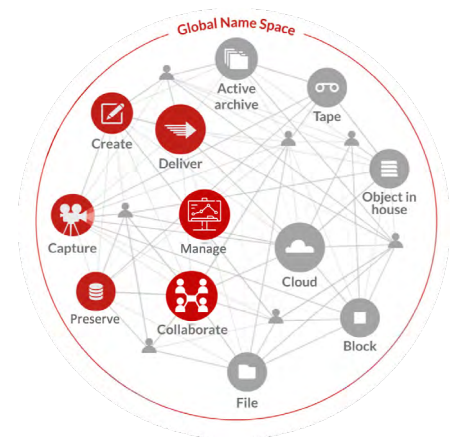 Global Name Space
Active
archive
Tape
Create
Deliver
Object in
house
Capture
Manage
Cloud
Preserve
Collaborate
Block
File